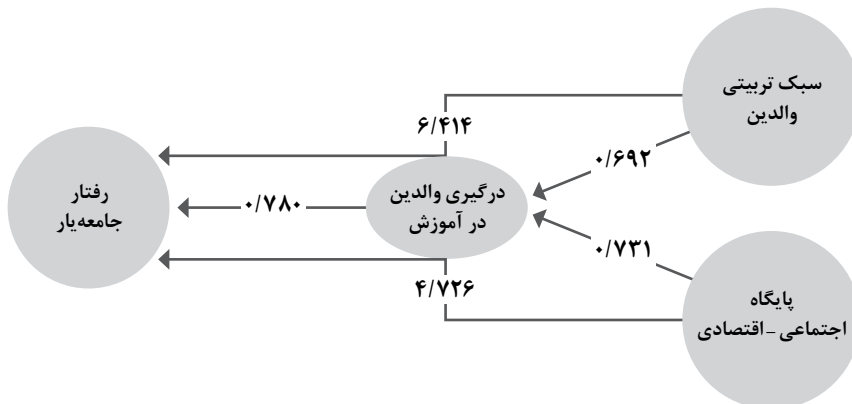 سبک تربیتی
والدین
۶/۴۱۴
۰/۶۹۲
درگیری والدین
در آموزش
رفتار
جامعه‌یار
۰/۷۸۰
۰/۷۳۱
۴/۷۲۶
پایگاه
اجتماعی-اقتصادی